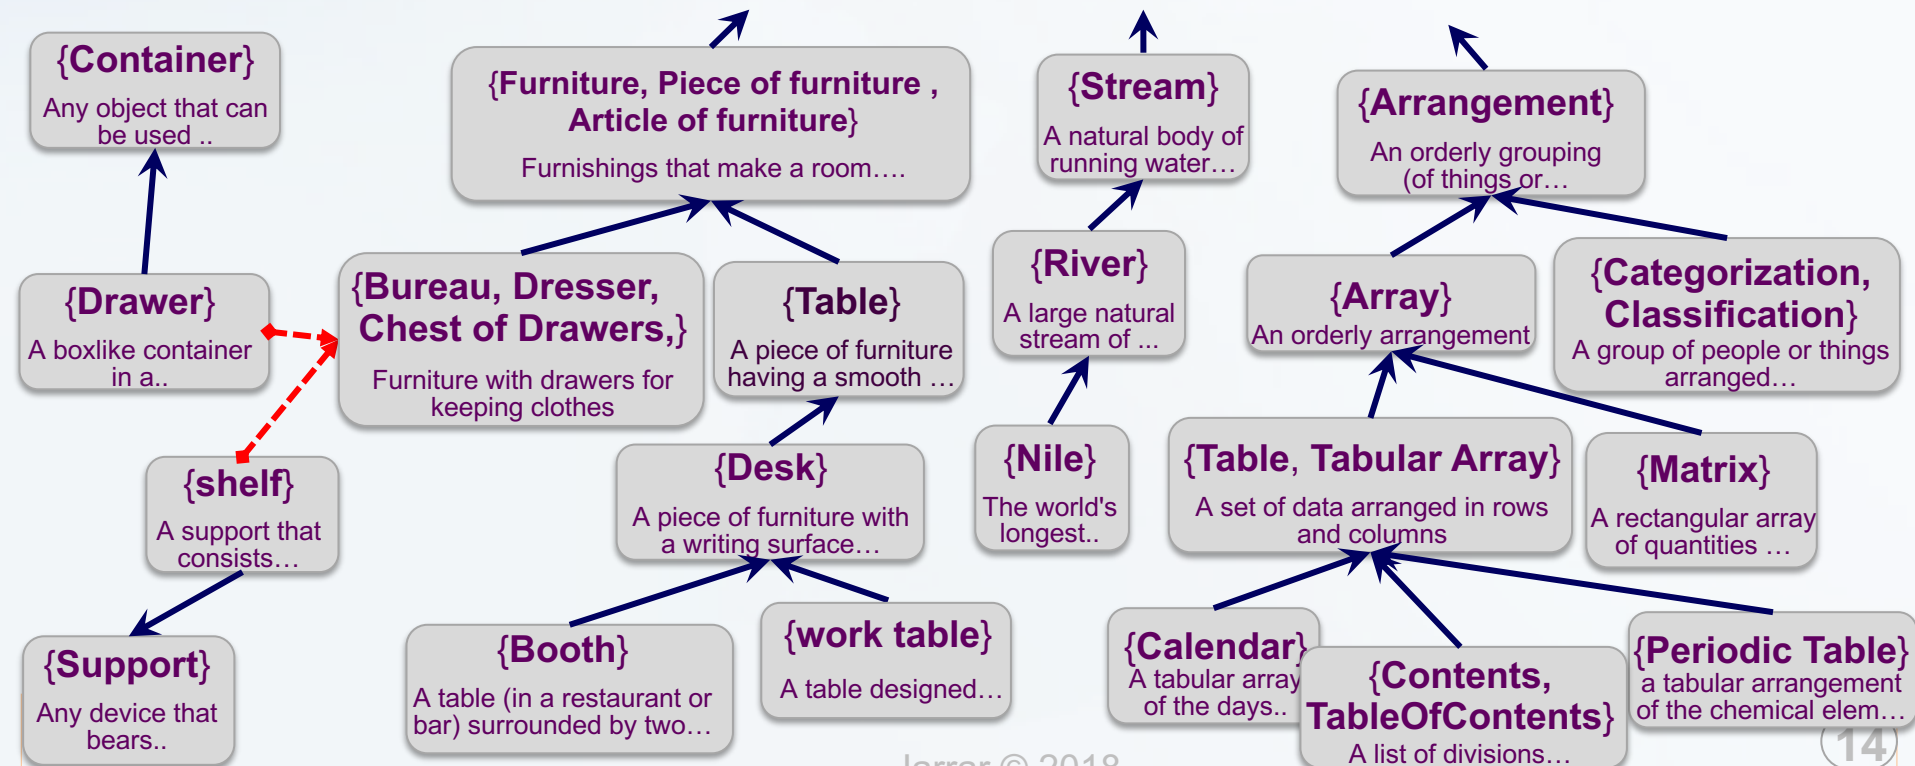 {Container}
Any object that can
be used ..
{Furniture, Piece of furniture ,
Article of furniture}
Furnishings that make a room….
{Stream}
A natural body of
running water…
{Arrangement}
An orderly grouping
(of things or…
{Drawer}
A boxlike container
in a..
{Bureau, Dresser,
Chest of Drawers,}
Furniture with drawers for
keeping clothes
{Table}
A piece of furniture
having a smooth …
{River}
A large natural
stream of ...
{Array}
An orderly arrangement
{Categorization,
Classification}
A group of people or things
arranged…
{shelf}
A support that
consists…
{Desk}
A piece of furniture with
a writing surface…
{Nile}
The world's
longest..
{Table, Tabular Array}
A set of data arranged in rows
and columns
{Matrix}
A rectangular array
of quantities …
{Support}
Any device that
bears..
{Booth}
A table (in a restaurant or
bar) surrounded by two…
{work table}
A table designed…
{Calendar}
A tabular array
of the days..
{Contents,
TableOfContents}
A list of divisions…
{Periodic Table}
a tabular arrangement
of the chemical elem…
Jarrar © 2018
14